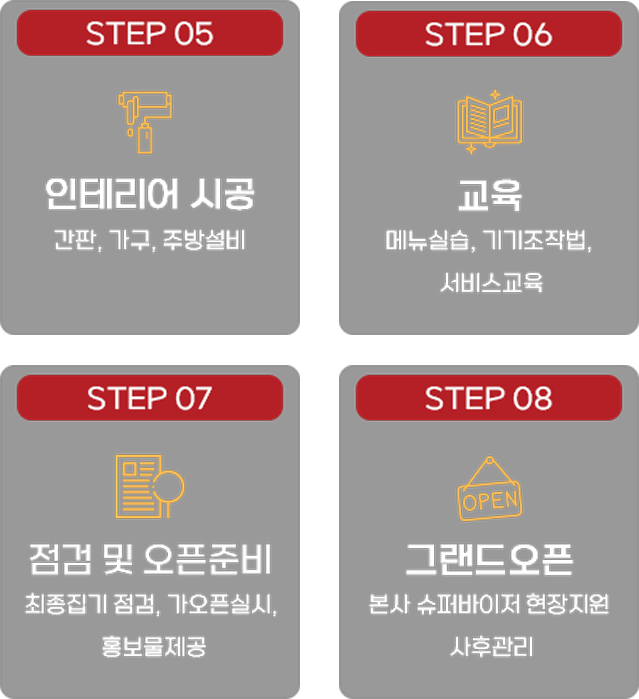 STEP 05
인테리어 시공
간판, 가구, 주방설비
STEP 06
교육
메뉴실습, 기기조작법,
서비스교육
STEP 07
점검 및 오픈준비
최종집기 점검, 가오픈실시,
홍보물제공
STEP 08
OPEN
그랜드오픈
본사 슈퍼바이저 현장지원
사후관리